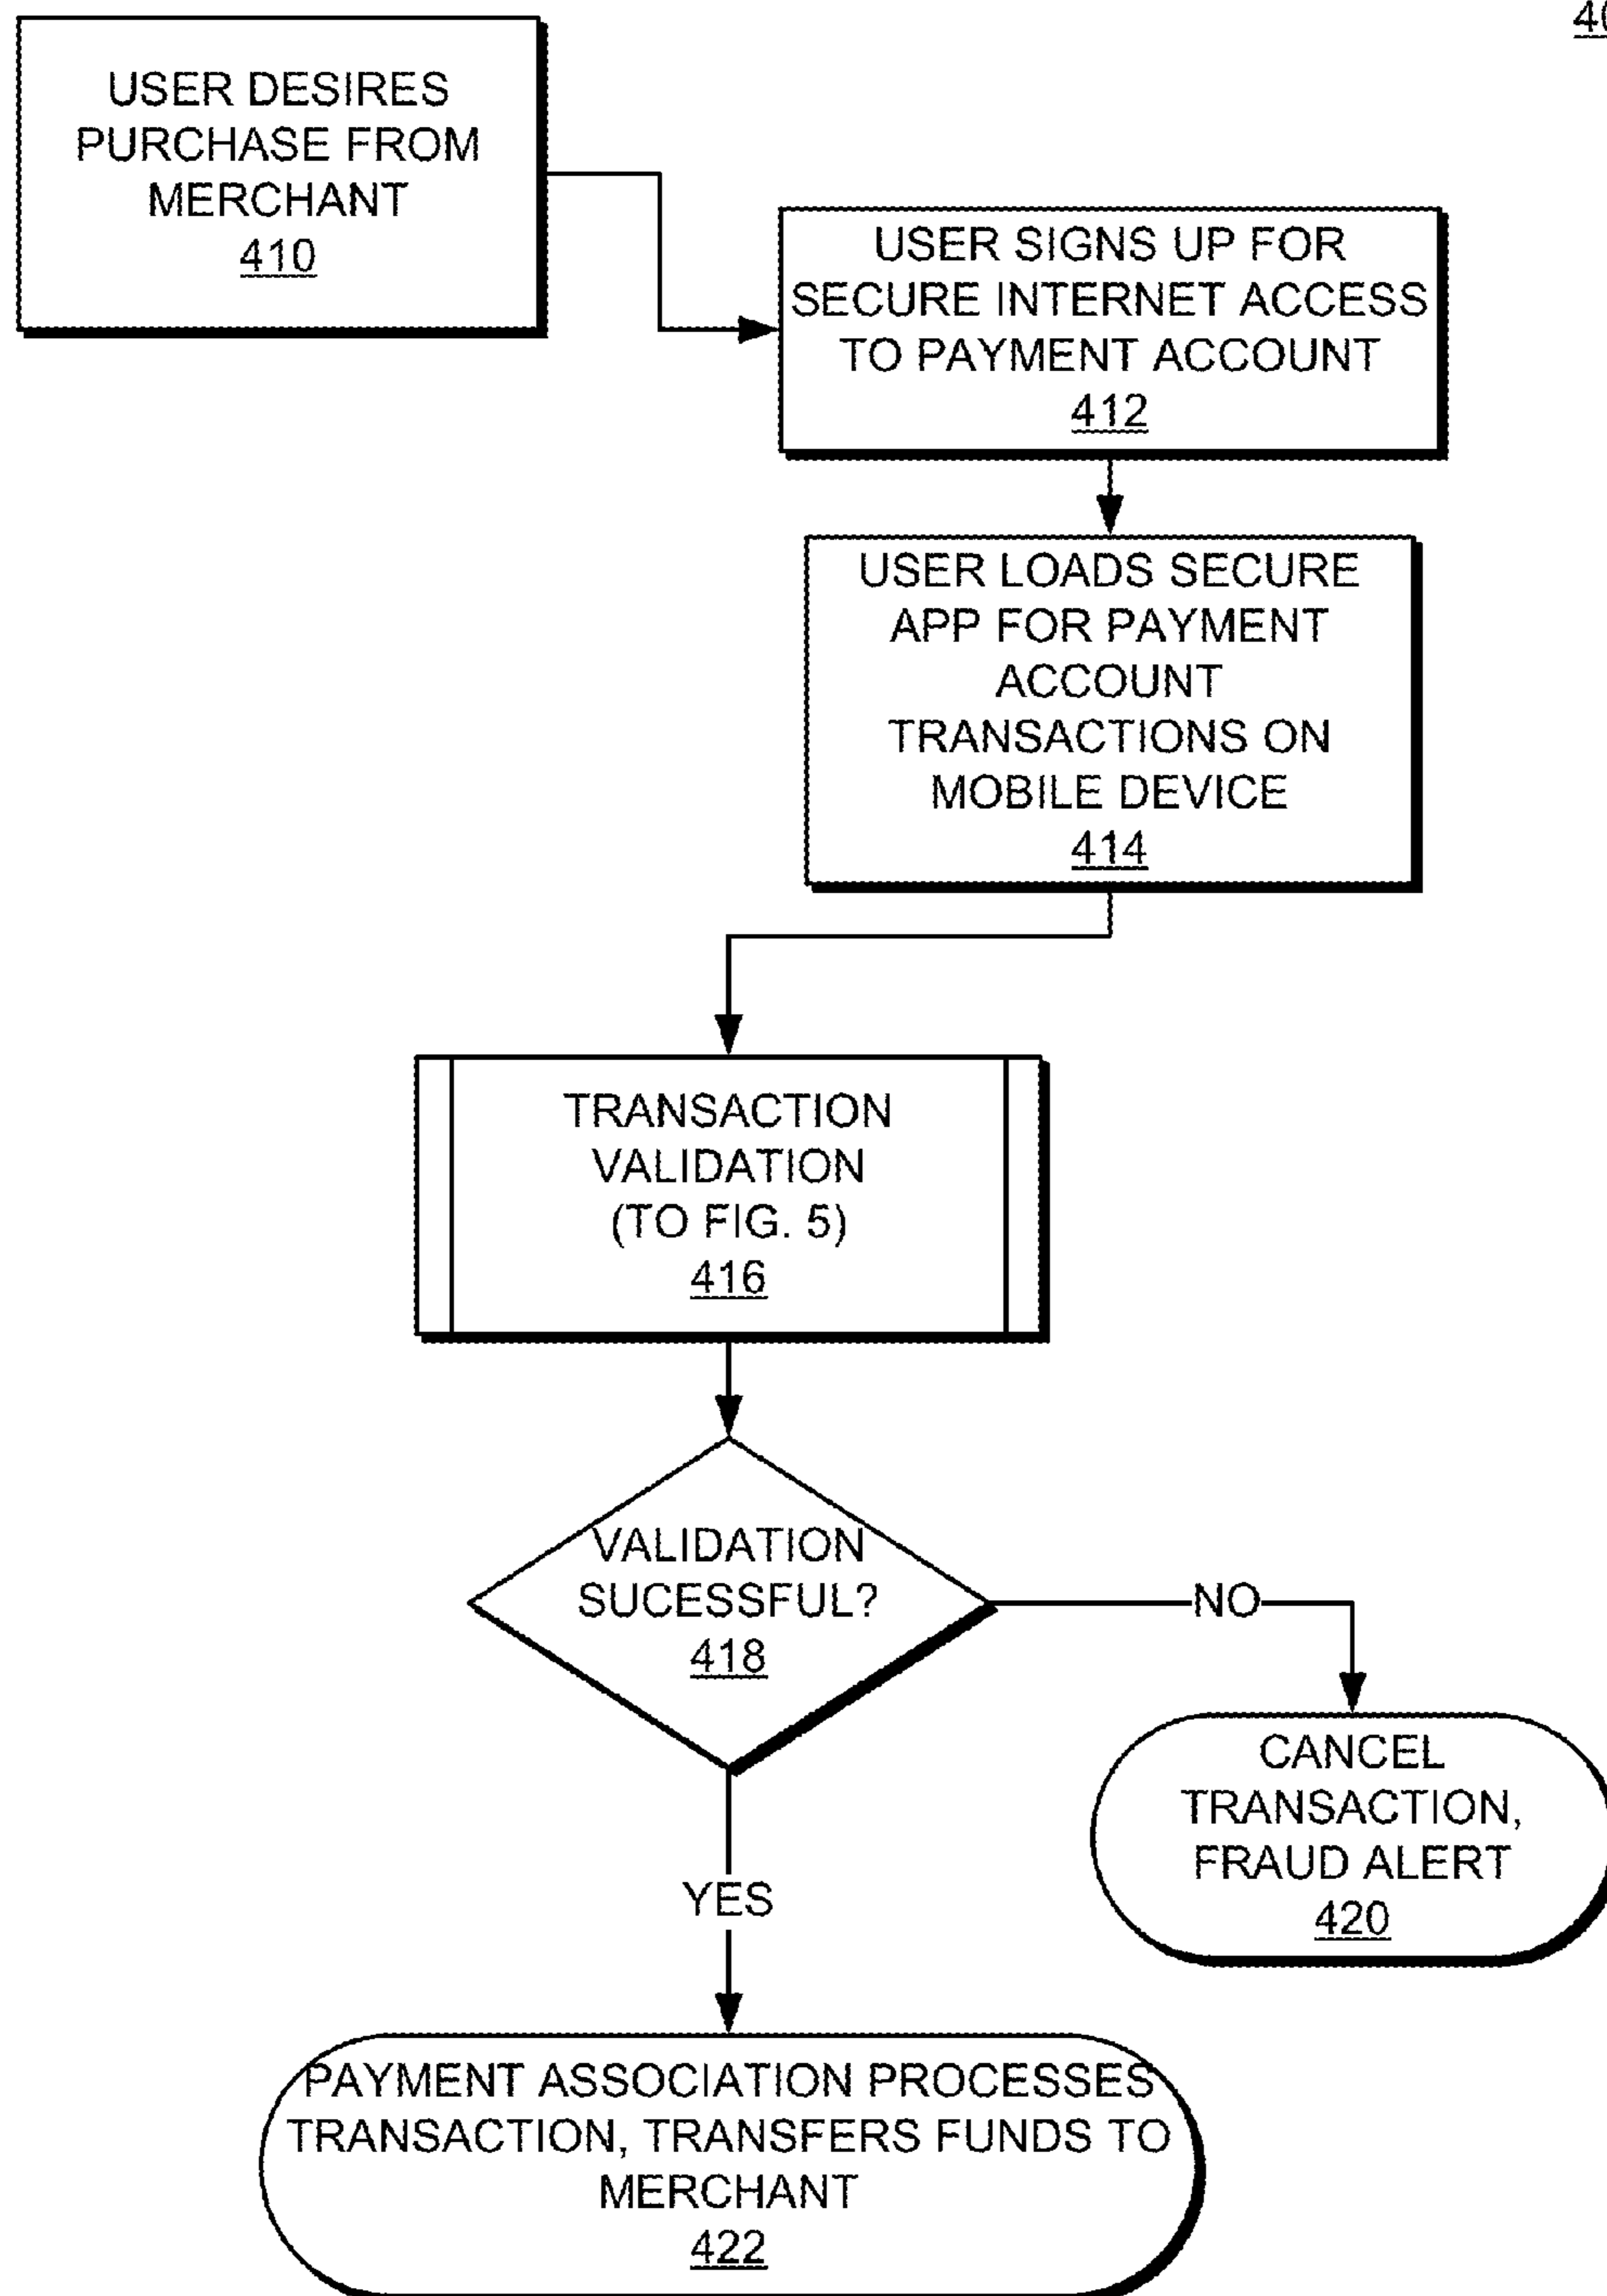 USER DESIRES
PURCHASE FROM
MERCHANT
410
USER SIGNS UP FOR
SECURE INTERNET ACCESS
TO PAYMENT ACCOUNT
412
USER LOADS SECURE
APP FOR PAYMENT
ACCOUNT
TRANSACTIONS ON
MOBILE DEVICE
414
TRANSACTION
VALIDATION
(TO FIG. 5)
416
VALIDATION
SUCESSFUL?
418
NO
CANCEL
TRANSACTION,
FRAUD ALERT
420
YES
PAYMENT ASSOCIATION PROCESSES
TRANSACTION, TRANSFERS FUNDS TO
MERCHANT
422